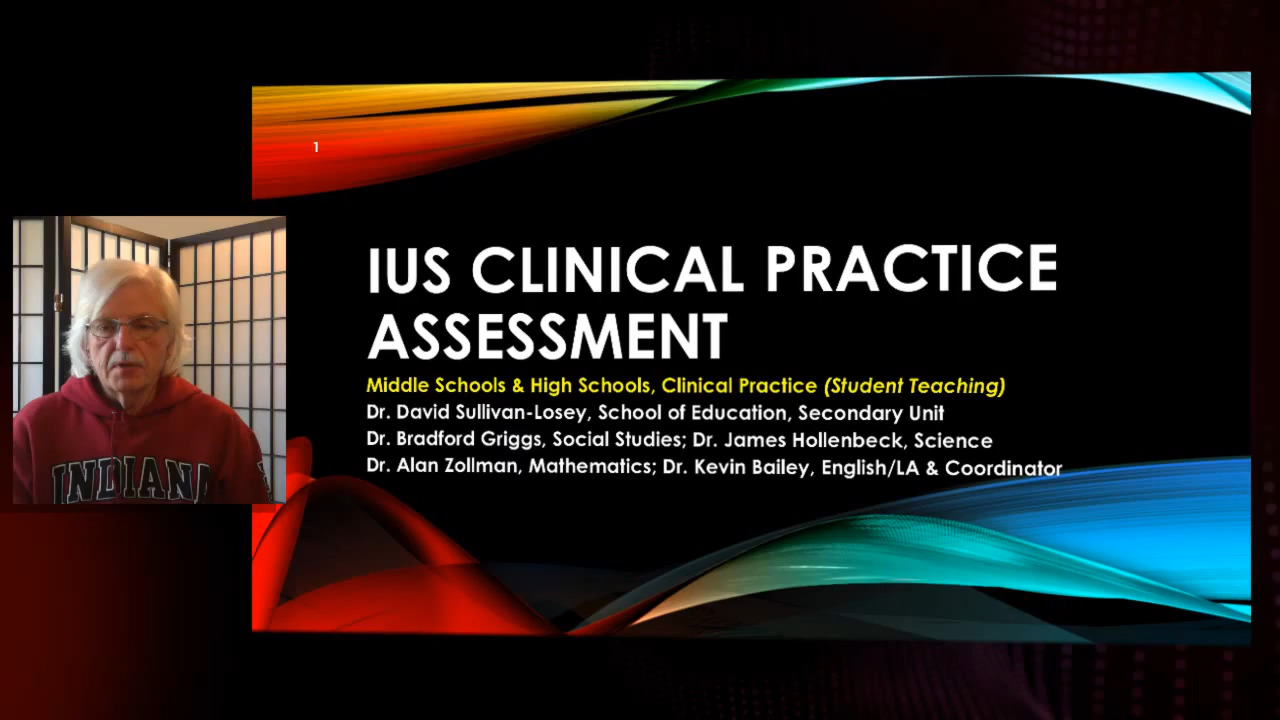 1
IUS CLINICAL PRACTICE
ASSESSMENT
Middle Schools & High Schools, Clinical Practice (Student Teaching)
Dr. David Sullivan-Losey, School of Education, Secondary Unit
Dr. Bradford Griggs, Social Studies; Dr. James Hollenbeck, Science
Dr. Alan Zollman, Mathematics; Dr. Kevin Bailey, English/LA & Coordinator
INDIANA